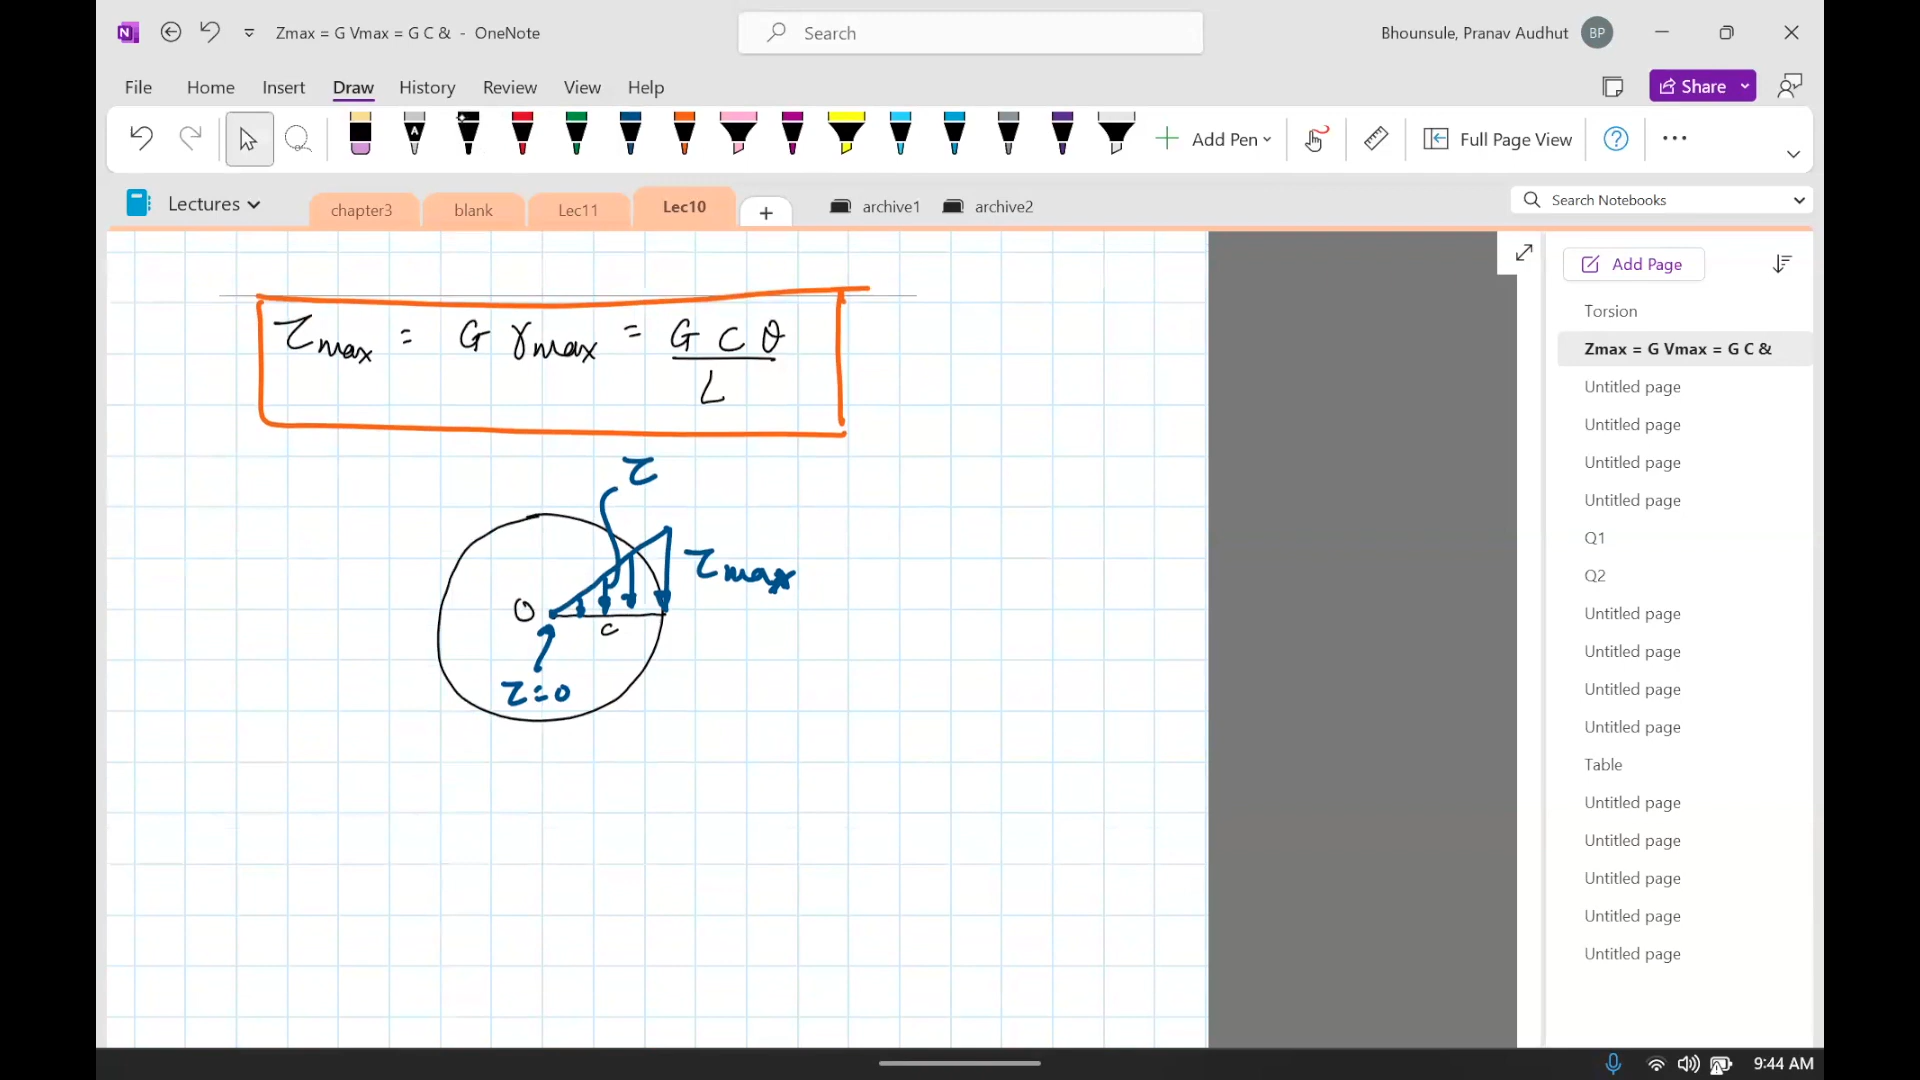 Zmax = G Vmax = G C & - OneNote
Search
Bhounsule, Pranav Audhut
BP
File Home Insert Draw History Review View Help
Share
Add Pen
Full Page View
Lectures
chapter3
blank
Lec11
Lec10
archive1
archive2
Search Notebooks
τmax = G γmax = G C θ
L
τ
τmax
O
C
τ=0
Add Page
Torsion
Zmax = G Vmax = G C &
Untitled page
Untitled page
Untitled page
Untitled page
Q1
Q2
Untitled page
Untitled page
Untitled page
Untitled page
Table
Untitled page
Untitled page
Untitled page
Untitled page
Untitled page
9:44 AM